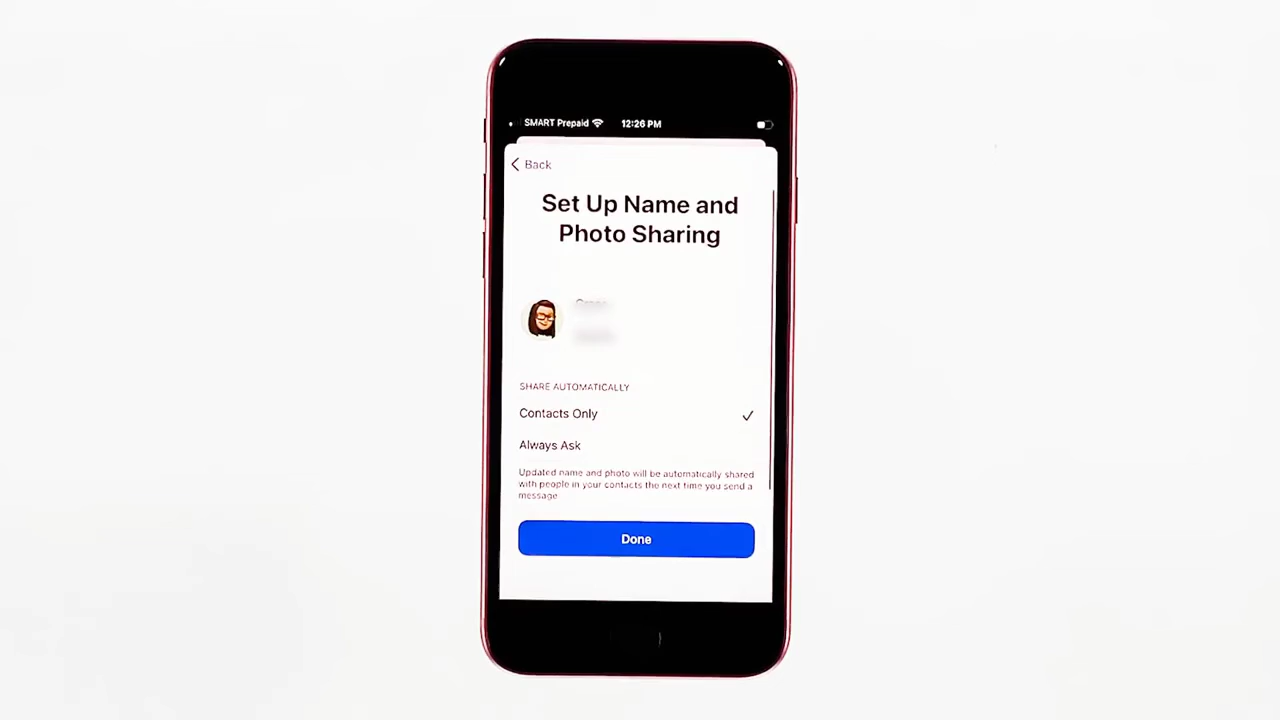 SMART Prepaid
12:26 PM
Back
Set Up Name and
Photo Sharing
SHARE AUTOMATICALLY
Contacts Only
Always Ask
Updated name and photo will be automatically shared
with people in your contacts the next time you send a
message
Done